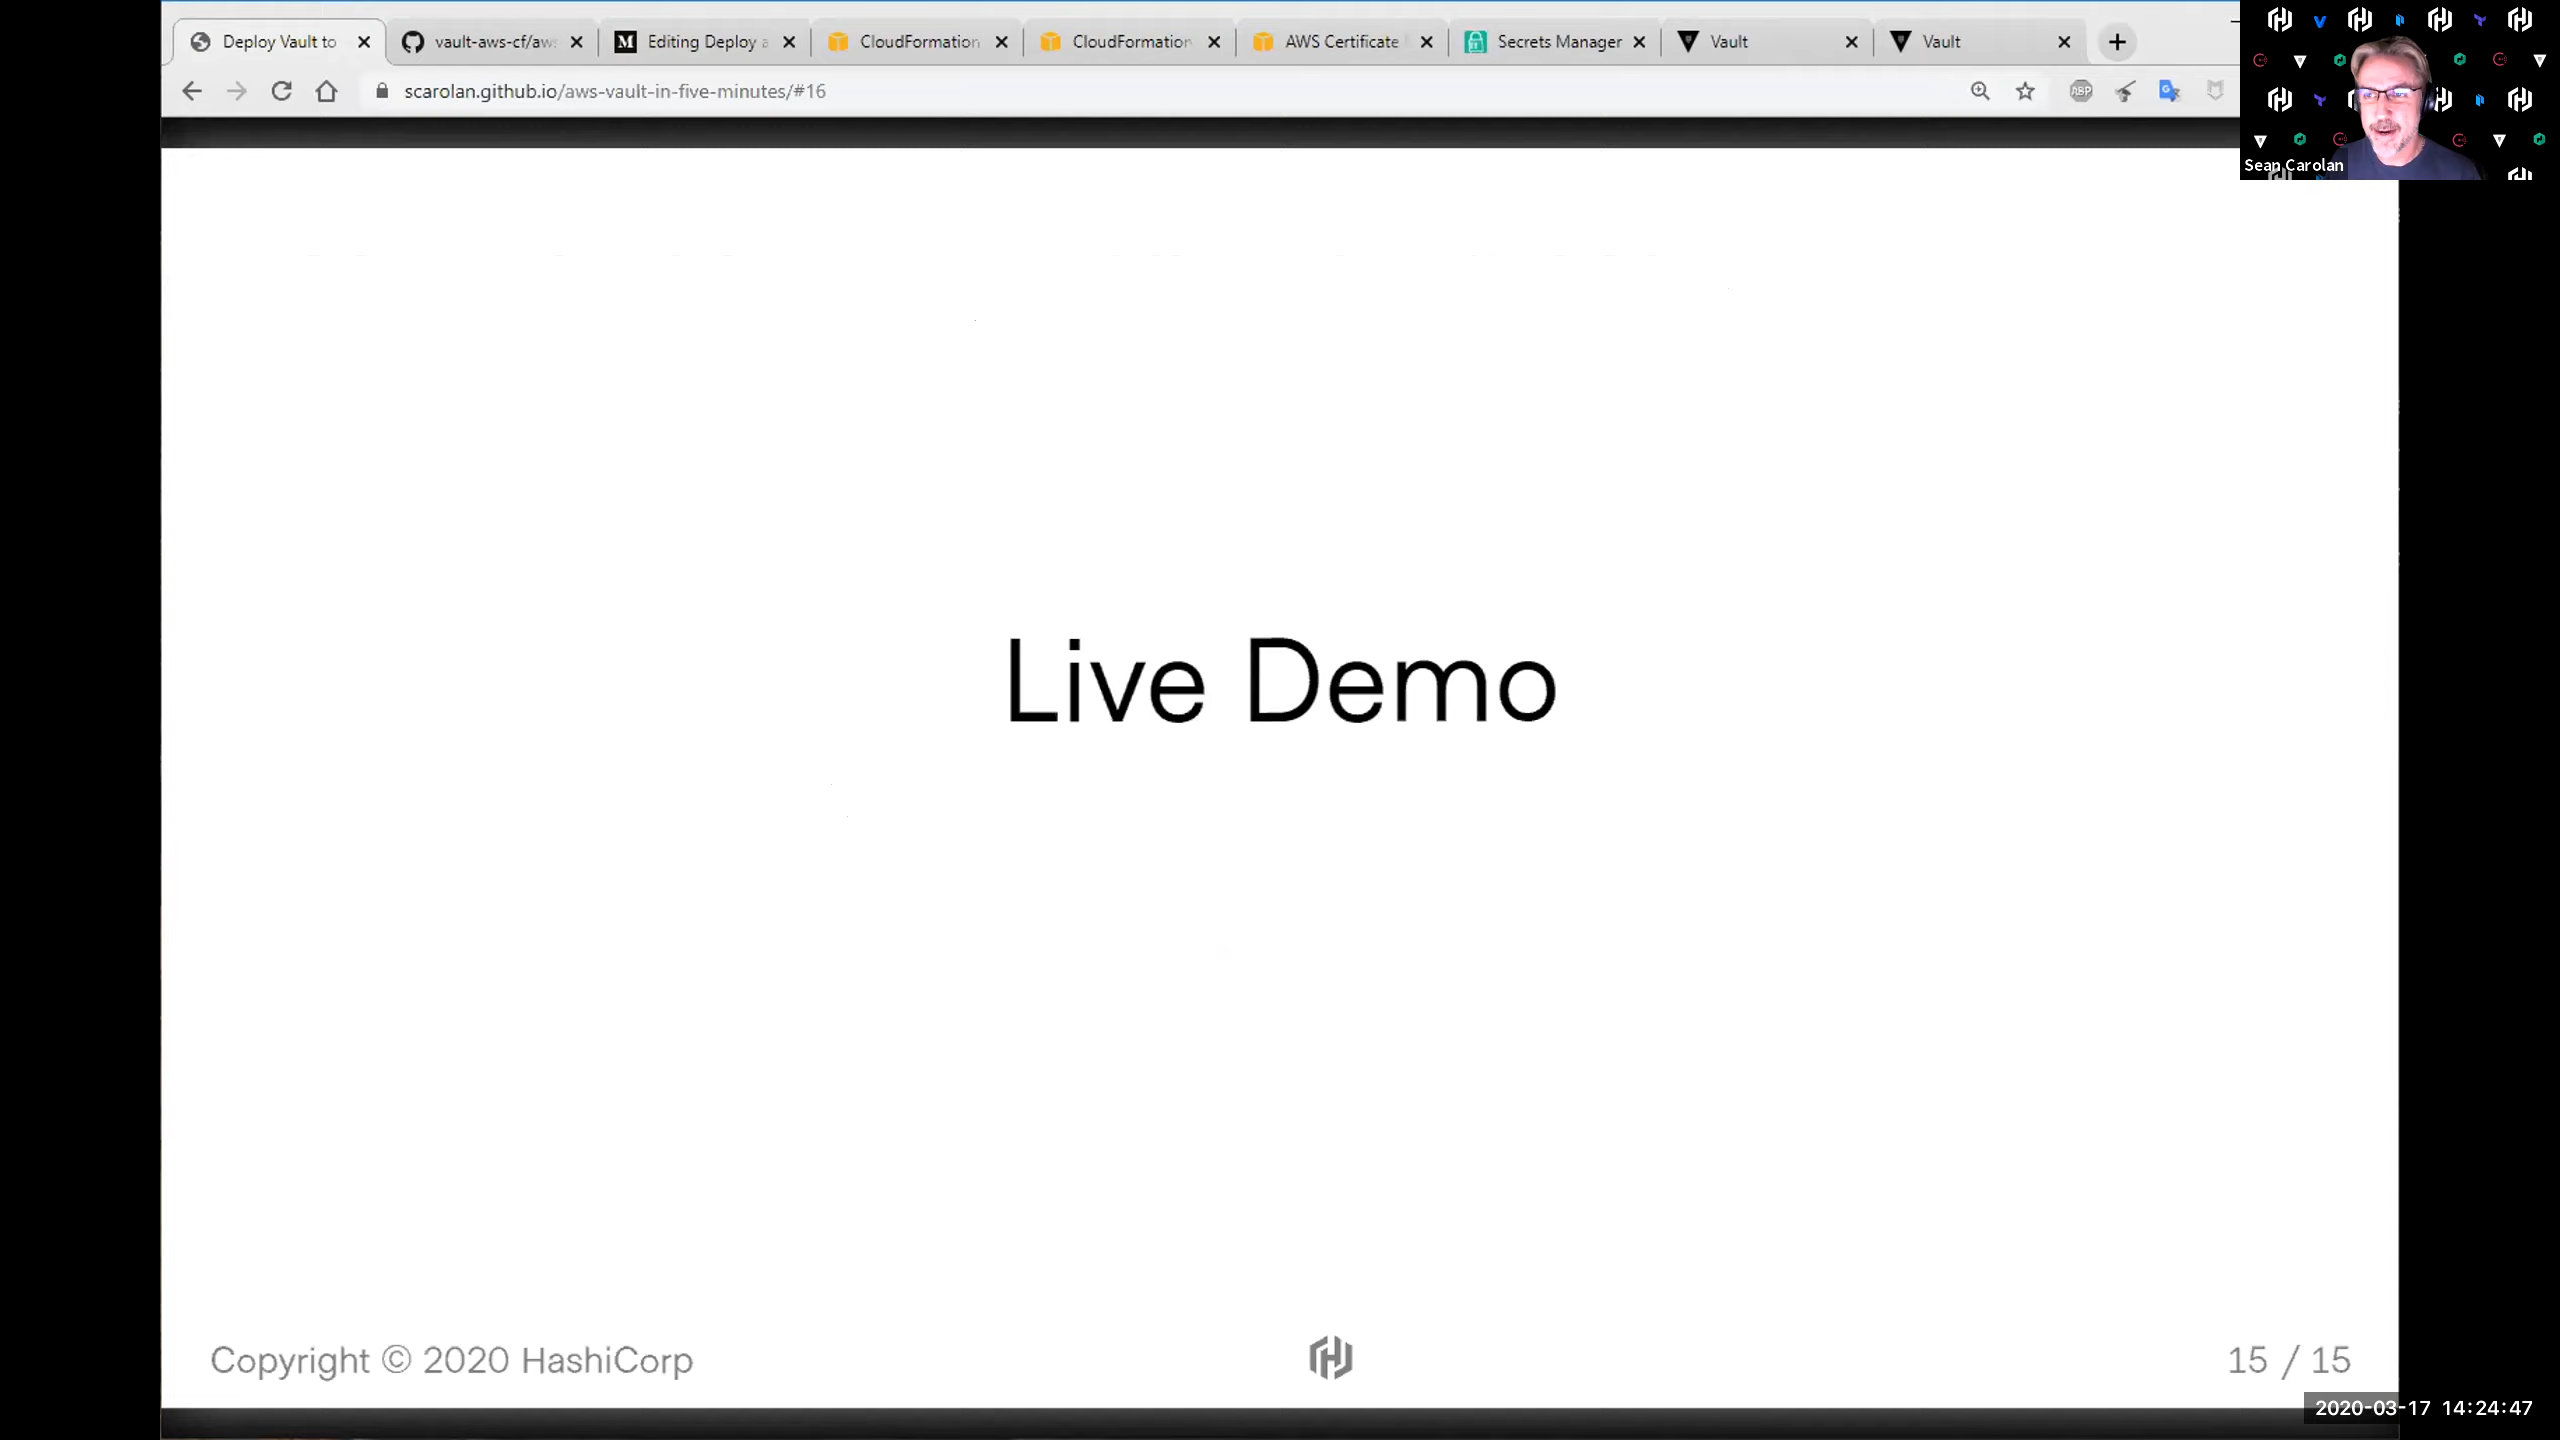 Deploy Vault to
vault-aws-cf/aws
Editing Deploy a
CloudFormation
CloudFormation
AWS Certificate
Secrets Manager
Vault
Vault
scarolan.github.io/aws-vault-in-five-minutes/#16
ABP
Sean Carolan
Live Demo
Copyright © 2020 HashiCorp
15 / 15
2020-03-17 14:24:47